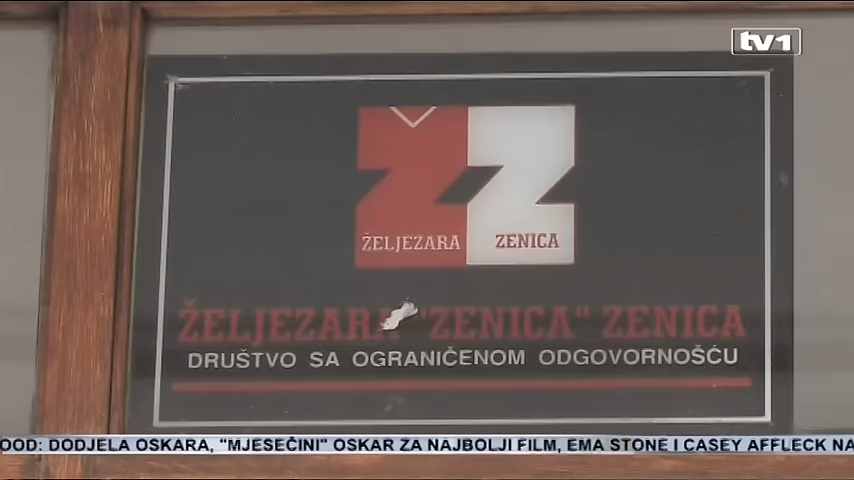 tv1
ŽELJEZARA ZENICA
ŽELJEZARA "ZENICA" ZENICA
DRUŠTVO SA OGRANIČENOM ODGOVORNOŠĆU
OOD: DODJELA OSKARA, "MJESEČINI" OSKAR ZA NAJBOLJI FILM, EMA STONE I CASEY AFFLECK NA